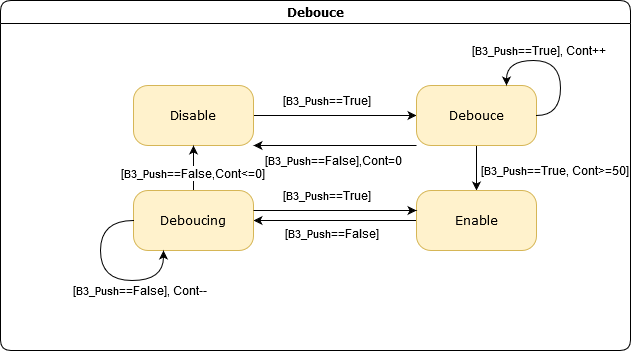 Debouce
[B3_Push==True], Cont++
Disable
[B3_Push==True]
Debouce
[B3_Push==False],Cont=0
[B3_Push==False,Cont<=0]
[B3_Push==True, Cont>=50]
Deboucing
[B3_Push==True]
Enable
[B3_Push==False]
[B3_Push==False], Cont--